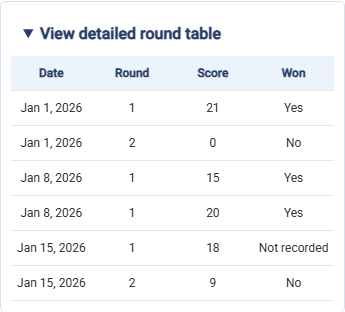 ▼ View detailed round table
Date Round Score Won
Jan 1, 2026 1 21 Yes
Jan 1, 2026 2 0 No
Jan 8, 2026 1 15 Yes
Jan 8, 2026 1 20 Yes
Jan 15, 2026 1 18 Not recorded
Jan 15, 2026 2 9 No